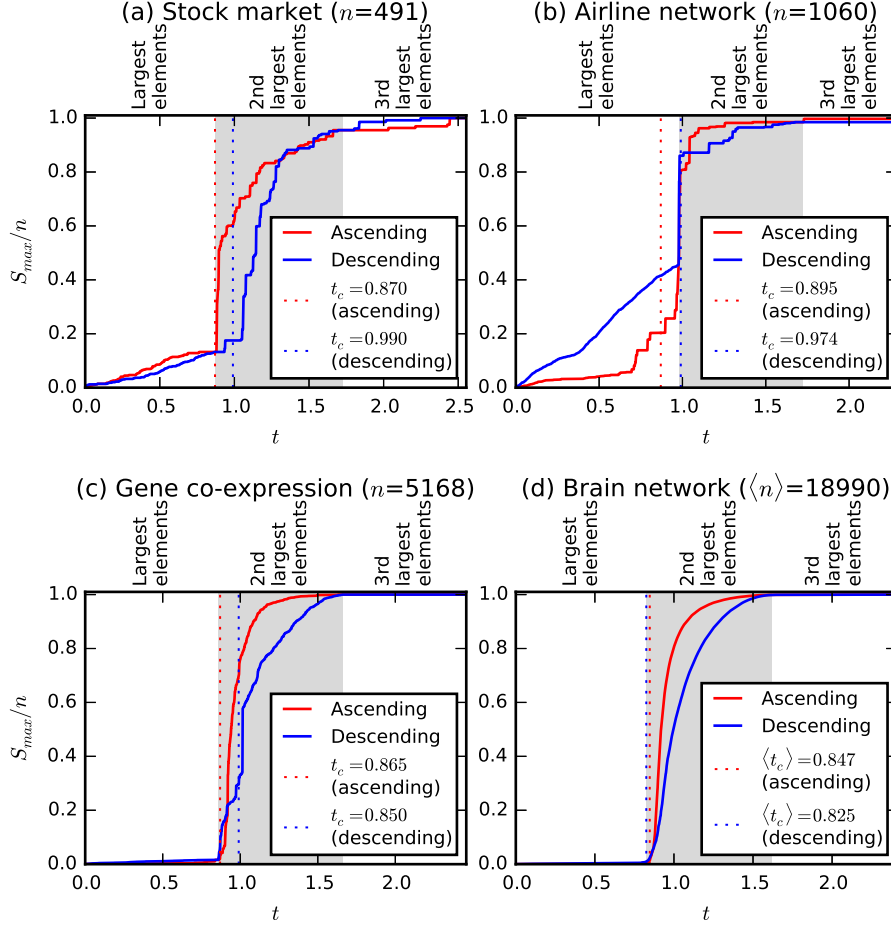 (a) Stock market (n=491)
Largest
elements
2nd
largest
elements
3rd largest
elements
1.0
0.8
0.6
0.4
0.2
0.0
S_max/n
0.0 0.5 1.0 1.5 2.0 2.5
t
Ascending
Descending
t_c=0.870
(ascending)
t_c=0.990
(descending)
(b) Airline network (n=1060)
Largest
elements
2nd
largest
elements
3rd largest
elements
1.0
0.8
0.6
0.4
0.2
0.0
0.0 0.5 1.0 1.5 2.0
t
Ascending
Descending
t_c=0.895
(ascending)
t_c=0.974
(descending)
(c) Gene co-expression (n=5168)
Largest
elements
2nd
largest
elements
3rd largest
elements
1.0
0.8
0.6
0.4
0.2
0.0
S_max/n
0.0 0.5 1.0 1.5 2.0
t
Ascending
Descending
t_c=0.865
(ascending)
t_c=0.850
(descending)
(d) Brain network (⟨n⟩=18990)
Largest
elements
2nd
largest
elements
3rd largest
elements
1.0
0.8
0.6
0.4
0.2
0.0
0.0 0.5 1.0 1.5 2.0
t
Ascending
Descending
⟨t_c⟩=0.847
(ascending)
⟨t_c⟩=0.825
(descending)